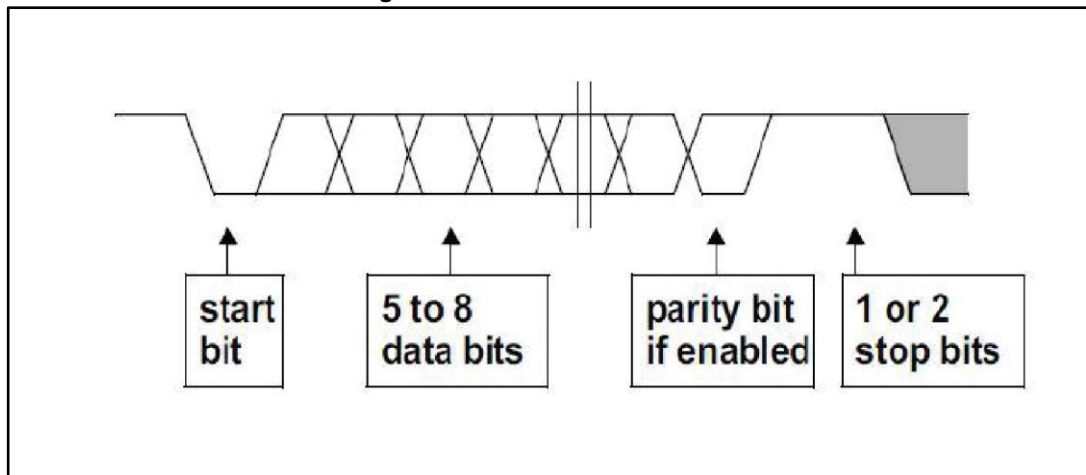 start
bit
5 to 8
data bits
parity bit
if enabled
1 or 2
stop bits